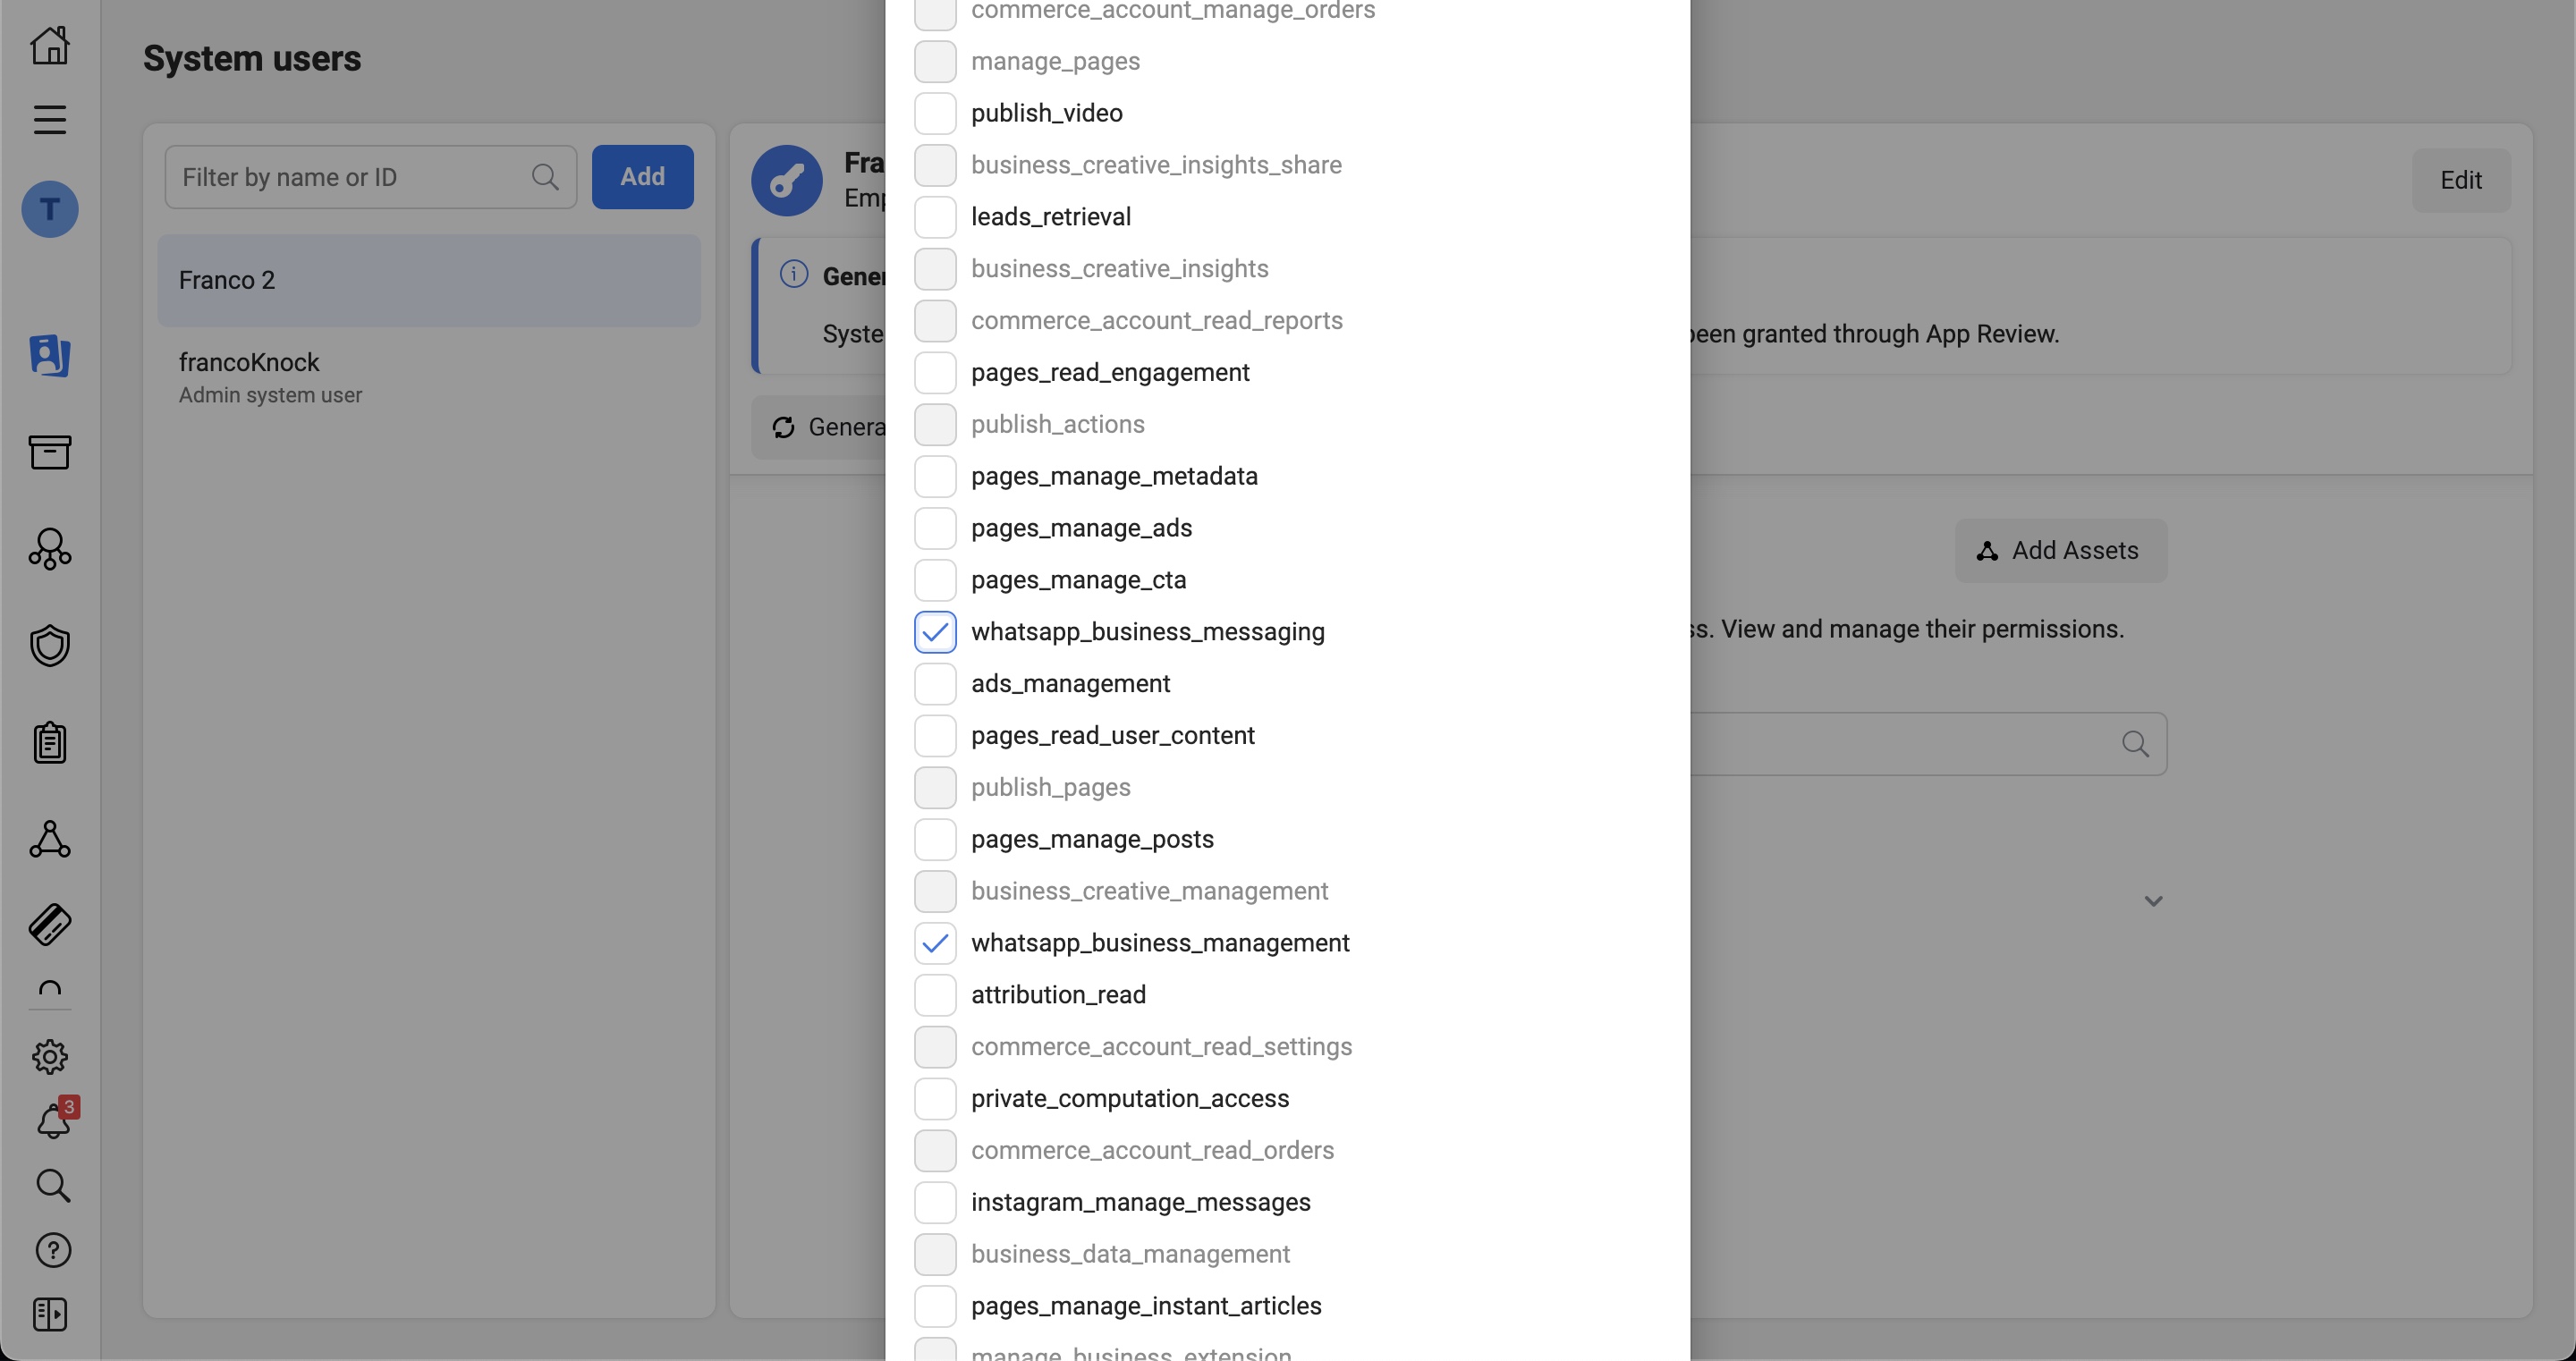 System users
T
Filter by name or ID
Add
Franco 2
francoKnock
Admin system user
3
Fra
Emp
Edit
Gener
Syste
been granted through App Review.
Genera
Add Assets
ss. View and manage their permissions.
commerce_account_manage_orders
manage_pages
publish_video
business_creative_insights_share
leads_retrieval
business_creative_insights
commerce_account_read_reports
pages_read_engagement
publish_actions
pages_manage_metadata
pages_manage_ads
pages_manage_cta
whatsapp_business_messaging
ads_management
pages_read_user_content
publish_pages
pages_manage_posts
business_creative_management
whatsapp_business_management
attribution_read
commerce_account_read_settings
private_computation_access
commerce_account_read_orders
instagram_manage_messages
business_data_management
pages_manage_instant_articles
manage_business_extension